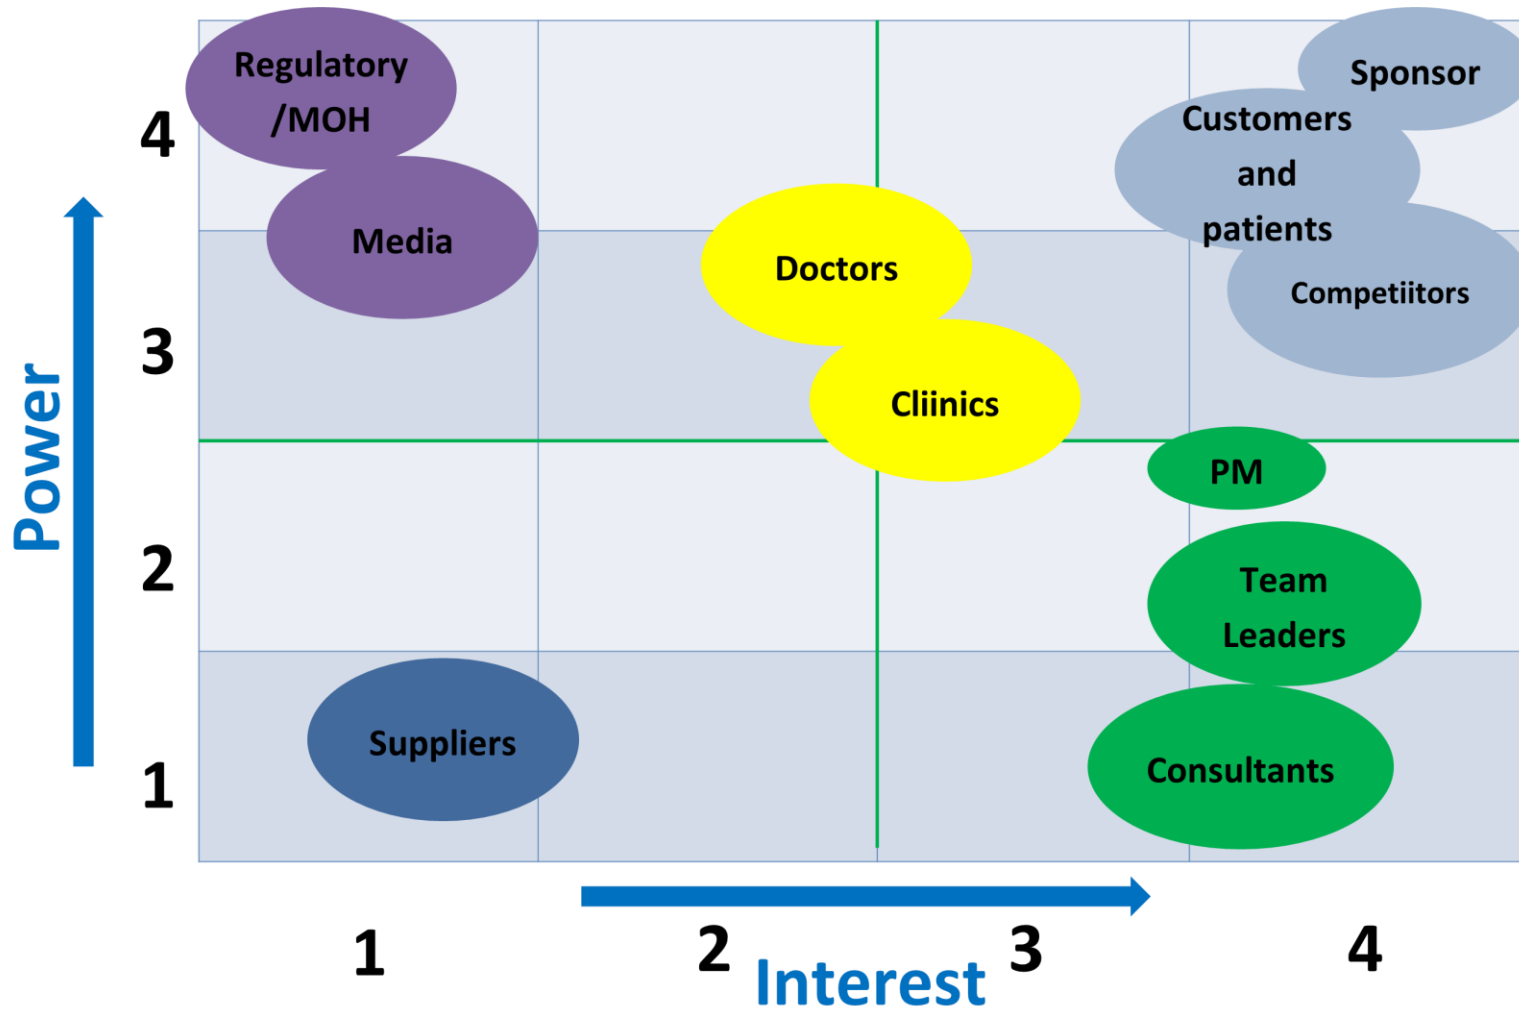 Regulatory
/MOH
Sponsor
4
Customers
and
patients
Media
Doctors
Competiitors
3
Cliinics
Power
PM
2
Team
Leaders
Suppliers
Consultants
1
1
2
3
4
Interest